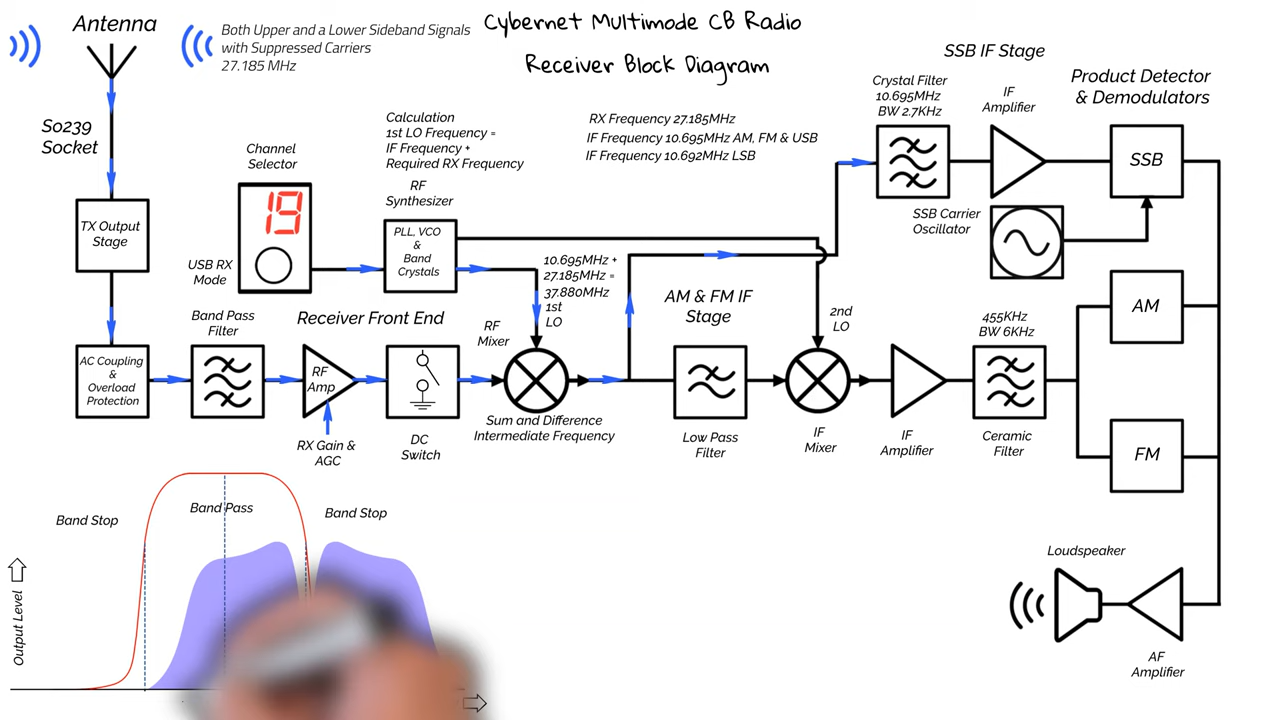 Cybernet Multimode CB Radio
Receiver Block Diagram
Antenna
Both Upper and a Lower Sideband Signals
with Suppressed Carriers
27.185 MHz
So239
Socket
TX Output
Stage
AC Coupling
&
Overload
Protection
Channel
Selector
19
USB RX
Mode
Calculation
1st LO Frequency =
IF Frequency +
Required RX Frequency
RF
Synthesizer
PLL, VCO
&
Band
Crystals
RX Frequency 27.185MHz
IF Frequency 10.695MHz AM, FM & USB
IF Frequency 10.692MHz LSB
10.695MHz +
27.185MHz =
37.880MHz
1st
LO
Band Pass
Filter
Receiver Front End
RF
Amp
RX Gain &
AGC
DC
Switch
RF
Mixer
Sum and Difference
Intermediate Frequency
AM & FM IF
Stage
Low Pass
Filter
2nd
LO
IF
Mixer
IF
Amplifier
455KHz
BW 6KHz
Ceramic
Filter
SSB IF Stage
Crystal Filter
10.695MHz
BW 2.7KHz
IF
Amplifier
SSB Carrier
Oscillator
Product Detector
& Demodulators
SSB
AM
FM
Loudspeaker
AF
Amplifier
Band Stop
Band Pass
Band Stop
Output Level